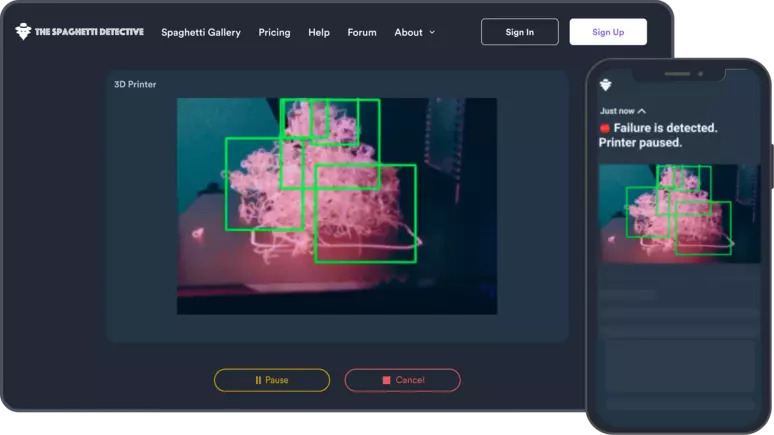 THE SPAGHETTI DETECTIVE Spaghetti Gallery Pricing Help Forum About Sign In Sign Up
3D Printer
Pause Cancel
Just now
Failure is detected.
Printer paused.